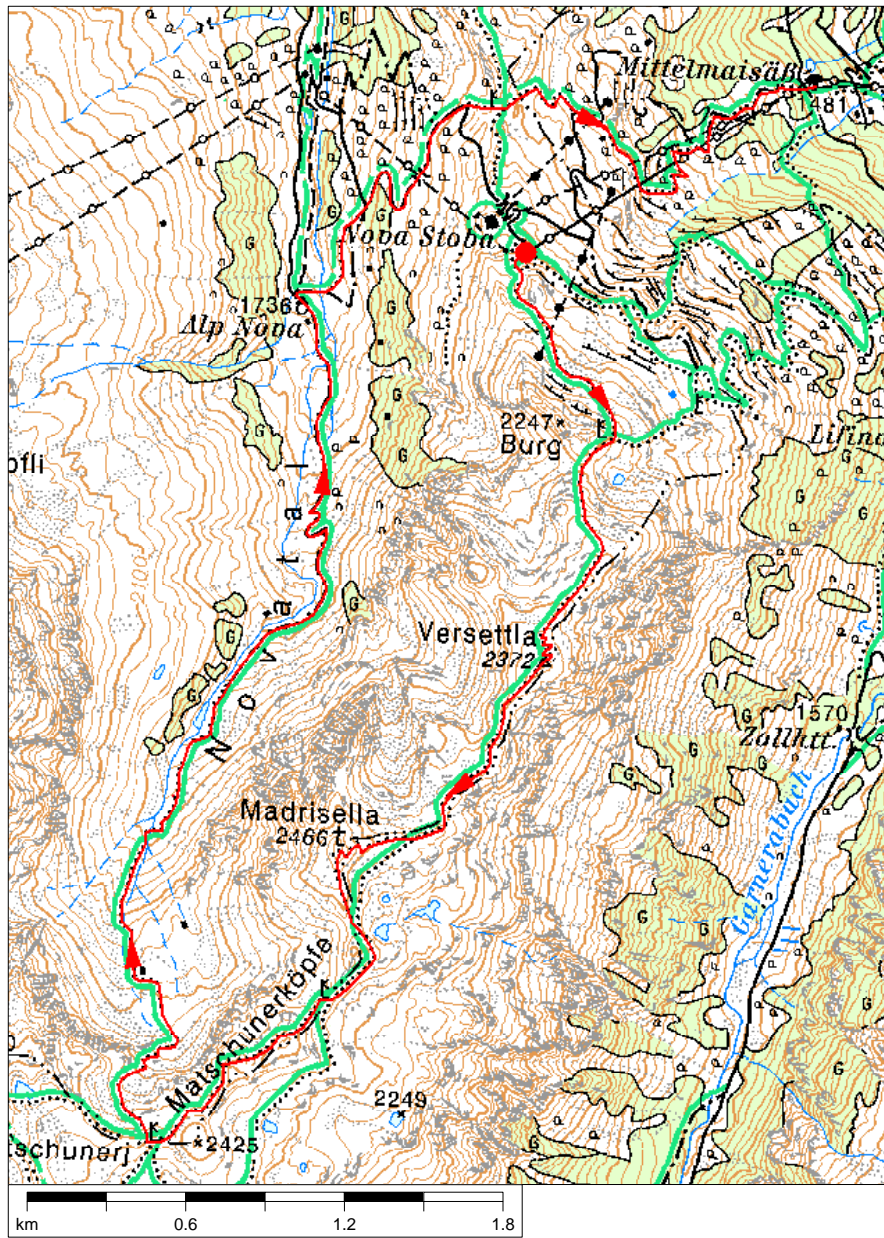 Mittelmaisäß
1481
Nova Stoba
1736
Alp Nova
2247
Burg
Lifina
ofli
Novatal
Versettla
2372
1570
Zollhtt.
Madrisella
2466
Garnerabach
Matschunerköpfe
2249
2425
tschunerj
km 0.6 1.2 1.8